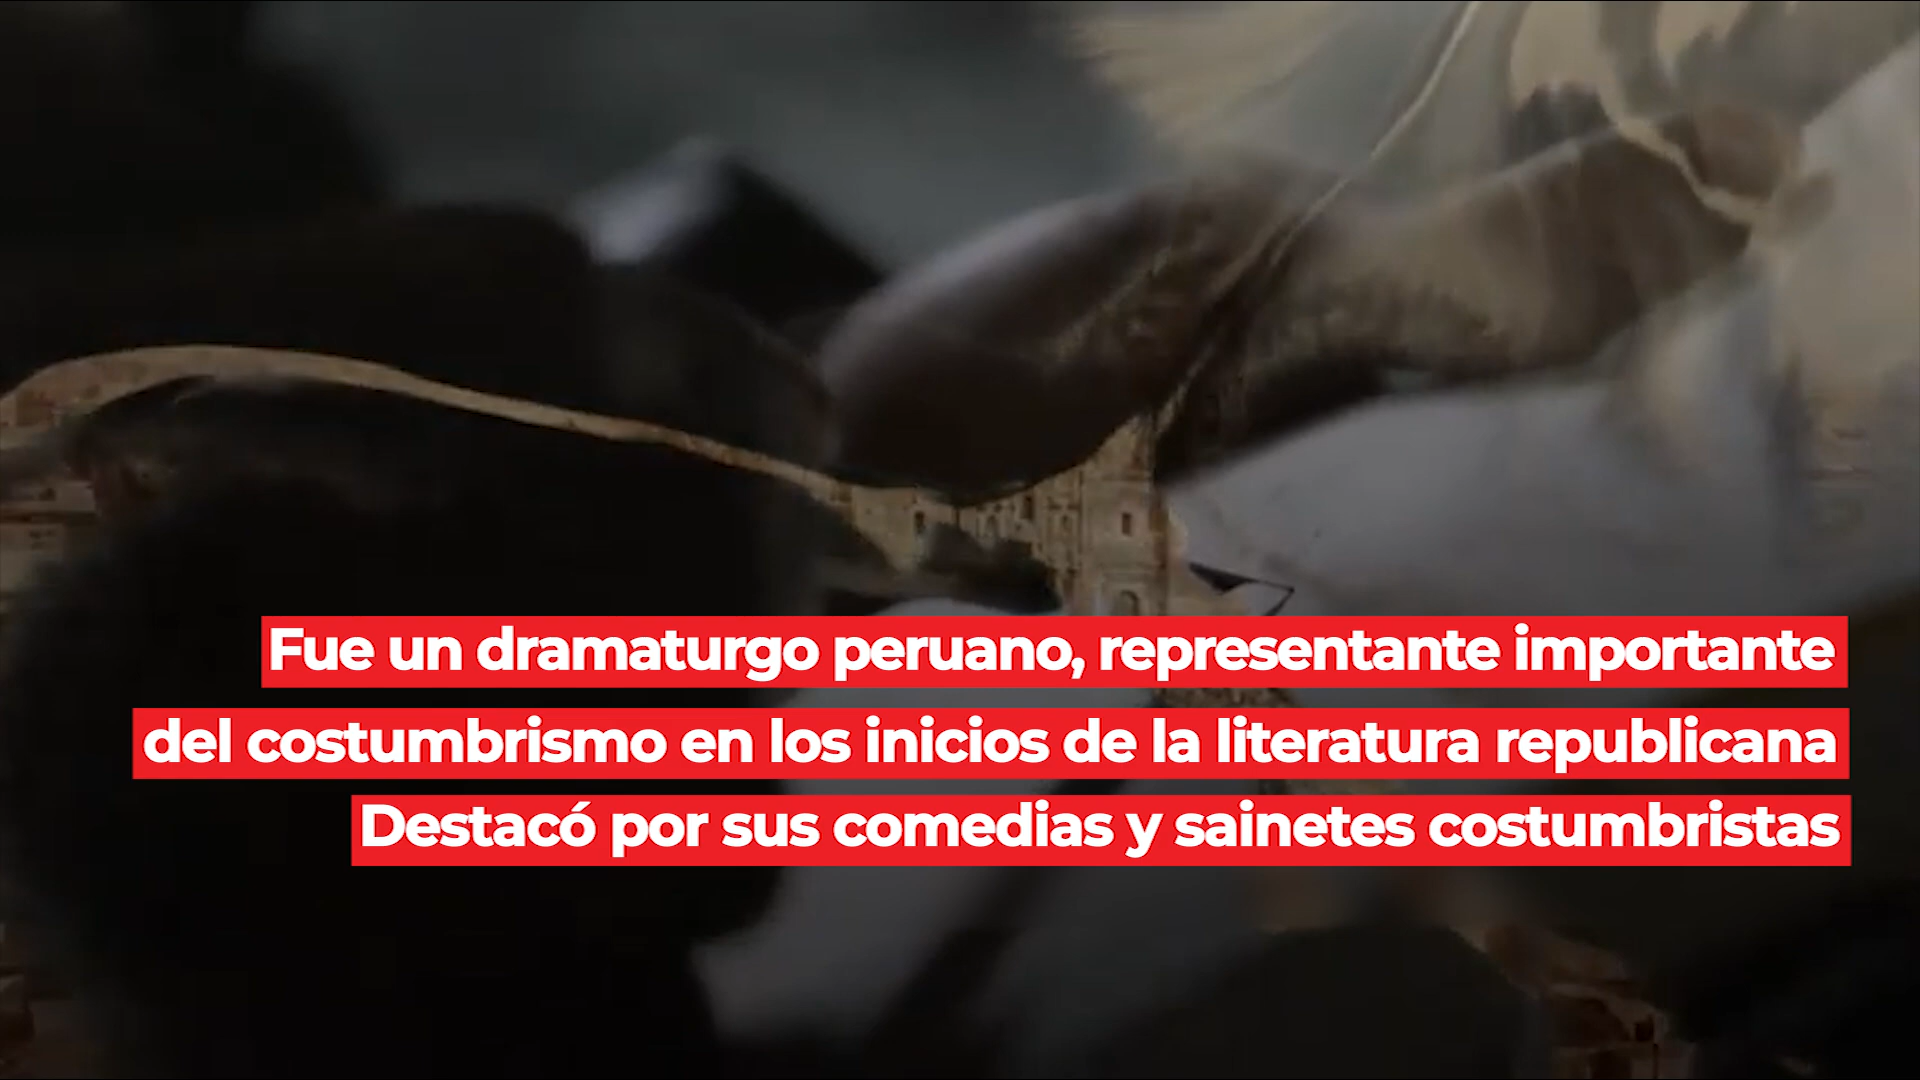 Fue un dramaturgo peruano, representante importante
del costumbrismo en los inicios de la literatura republicana
Destacó por sus comedias y sainetes costumbristas